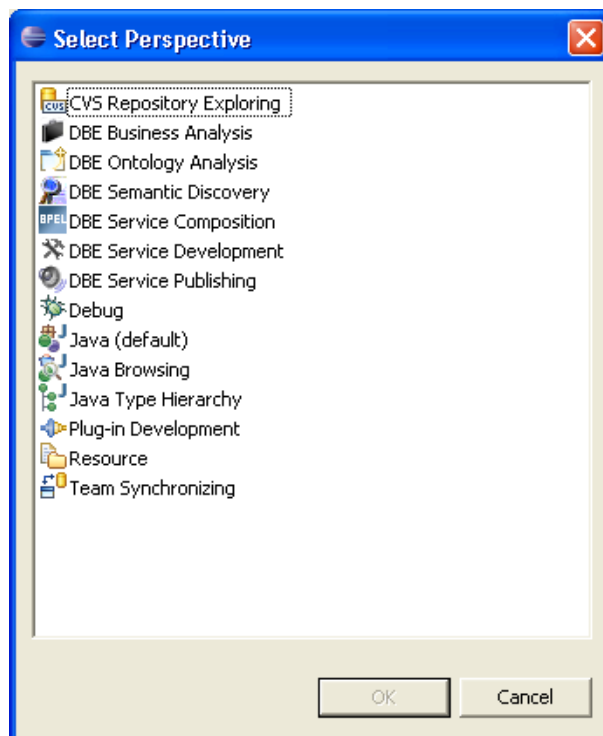 Select Perspective
CVS CVS Repository Exploring
DBE Business Analysis
DBE Ontology Analysis
DBE Semantic Discovery
BPEL DBE Service Composition
DBE Service Development
DBE Service Publishing
Debug
Java (default)
Java Browsing
Java Type Hierarchy
Plug-in Development
Resource
Team Synchronizing
OK Cancel